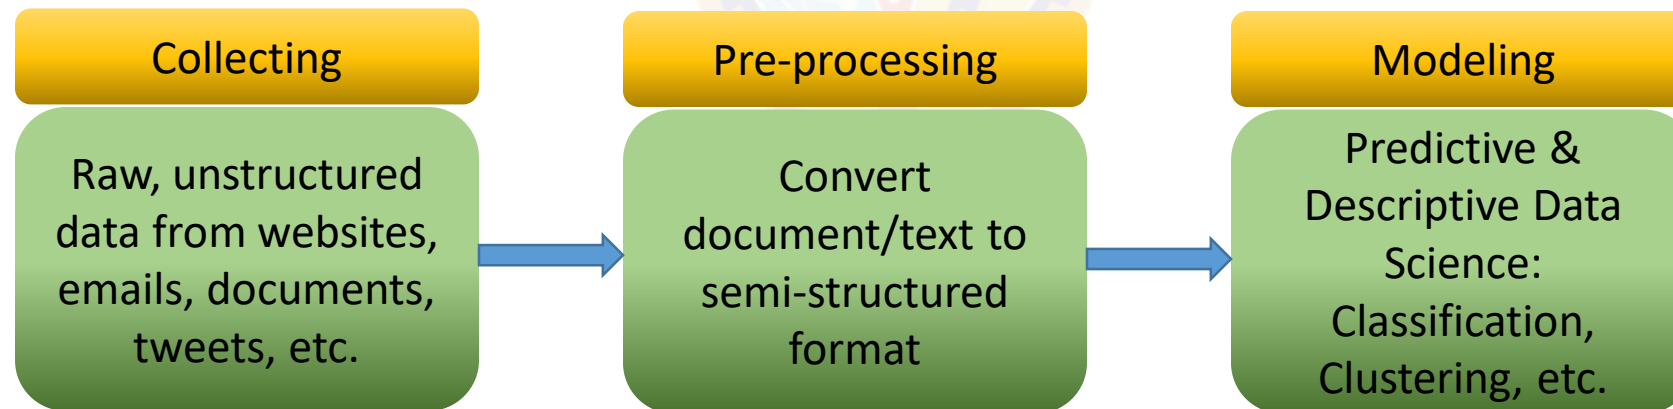 Collecting
Raw, unstructured
data from websites,
emails, documents,
tweets, etc.
Pre-processing
Convert
document/text to
semi-structured
format
Modeling
Predictive &
Descriptive Data
Science:
Classification,
Clustering, etc.